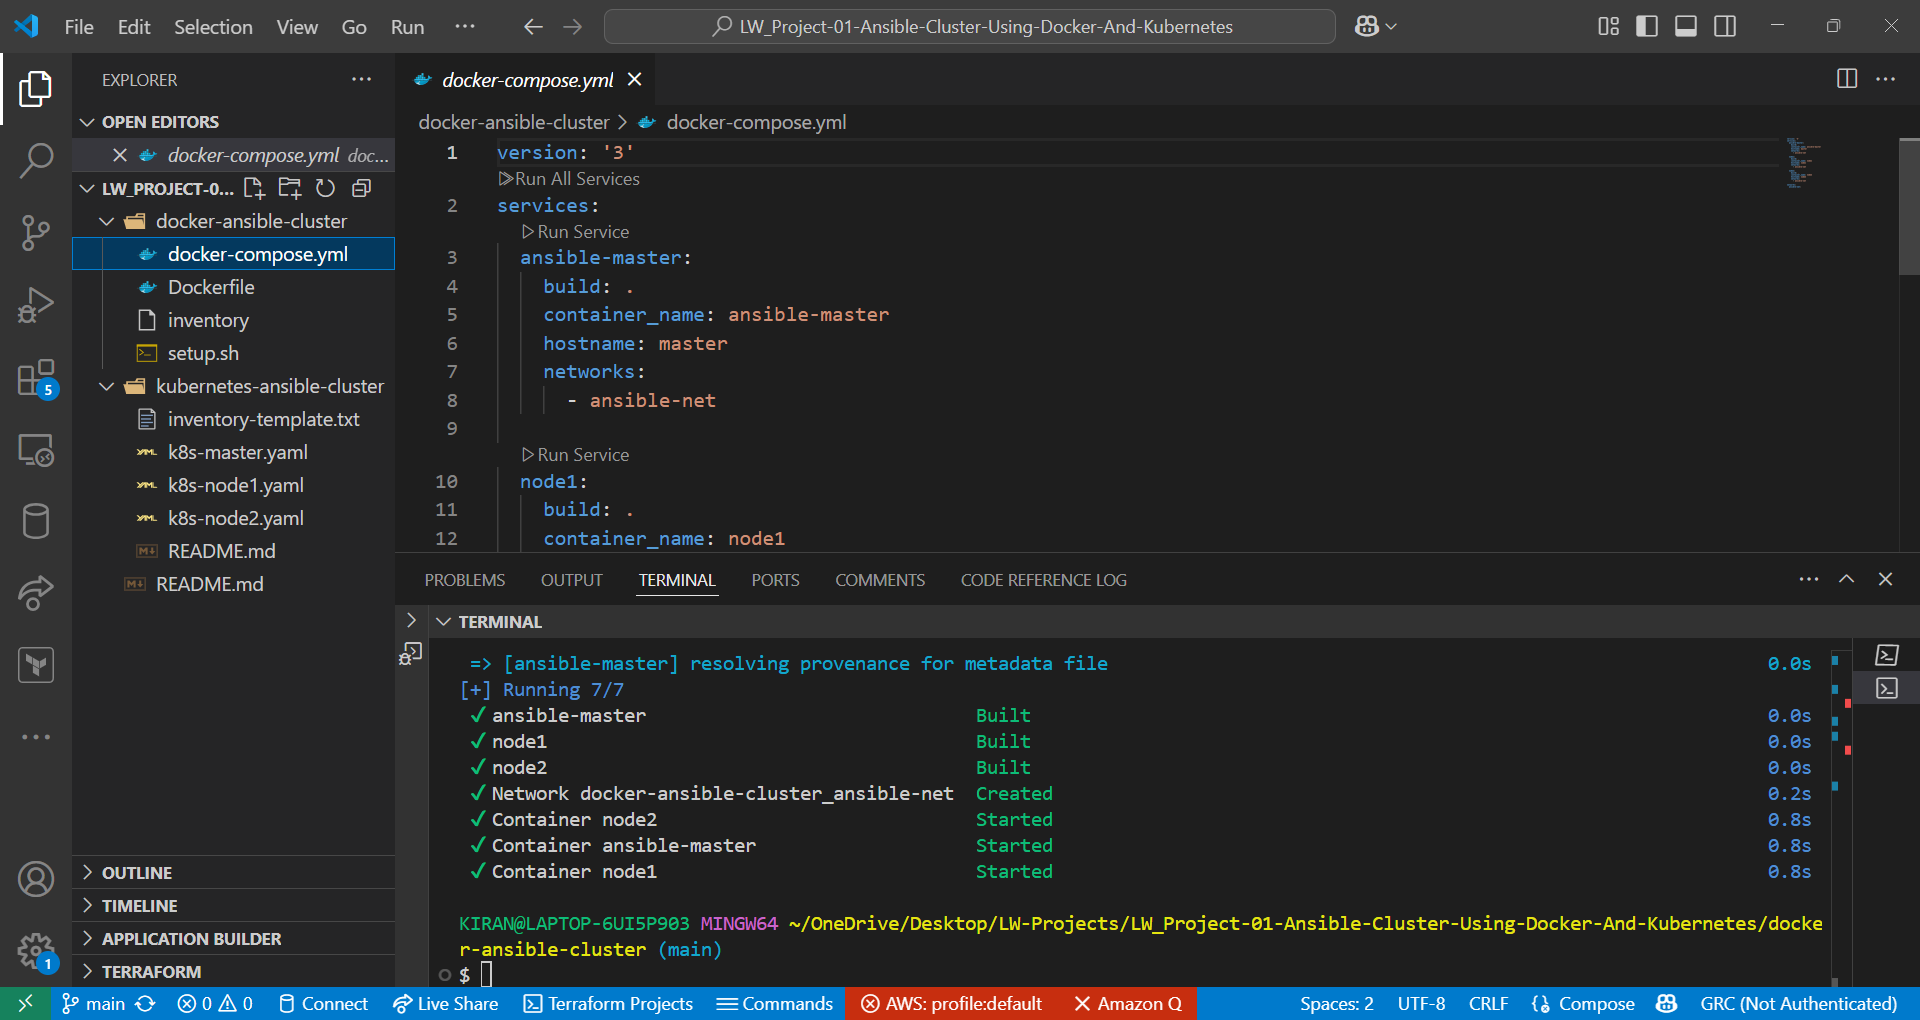 File Edit Selection View Go Run ··· LW_Project-01-Ansible-Cluster-Using-Docker-And-Kubernetes
EXPLORER
OPEN EDITORS
docker-compose.yml doc...
LW_PROJECT-0...
docker-ansible-cluster
docker-compose.yml
Dockerfile
inventory
setup.sh
kubernetes-ansible-cluster
inventory-template.txt
k8s-master.yaml
k8s-node1.yaml
k8s-node2.yaml
README.md
README.md
OUTLINE
TIMELINE
APPLICATION BUILDER
TERRAFORM
5
1
docker-compose.yml
docker-ansible-cluster > docker-compose.yml
1 version: '3'
Run All Services
2 services:
Run Service
3 ansible-master:
4 build: .
5 container_name: ansible-master
6 hostname: master
7 networks:
8 - ansible-net
9
Run Service
10 node1:
11 build: .
12 container_name: node1
PROBLEMS OUTPUT TERMINAL PORTS COMMENTS CODE REFERENCE LOG
TERMINAL
=> [ansible-master] resolving provenance for metadata file 0.0s
[+] Running 7/7
✓ ansible-master Built 0.0s
✓ node1 Built 0.0s
✓ node2 Built 0.0s
✓ Network docker-ansible-cluster_ansible-net Created 0.2s
✓ Container node2 Started 0.8s
✓ Container ansible-master Started 0.8s
✓ Container node1 Started 0.8s
KIRAN@LAPTOP-6UI5P903 MINGW64 ~/OneDrive/Desktop/LW-Projects/LW_Project-01-Ansible-Cluster-Using-Docker-And-Kubernetes/docke
r-ansible-cluster (main)
$
main 0 0 Connect Live Share Terraform Projects Commands AWS: profile:default Amazon Q Spaces: 2 UTF-8 CRLF Compose GRC (Not Authenticated)